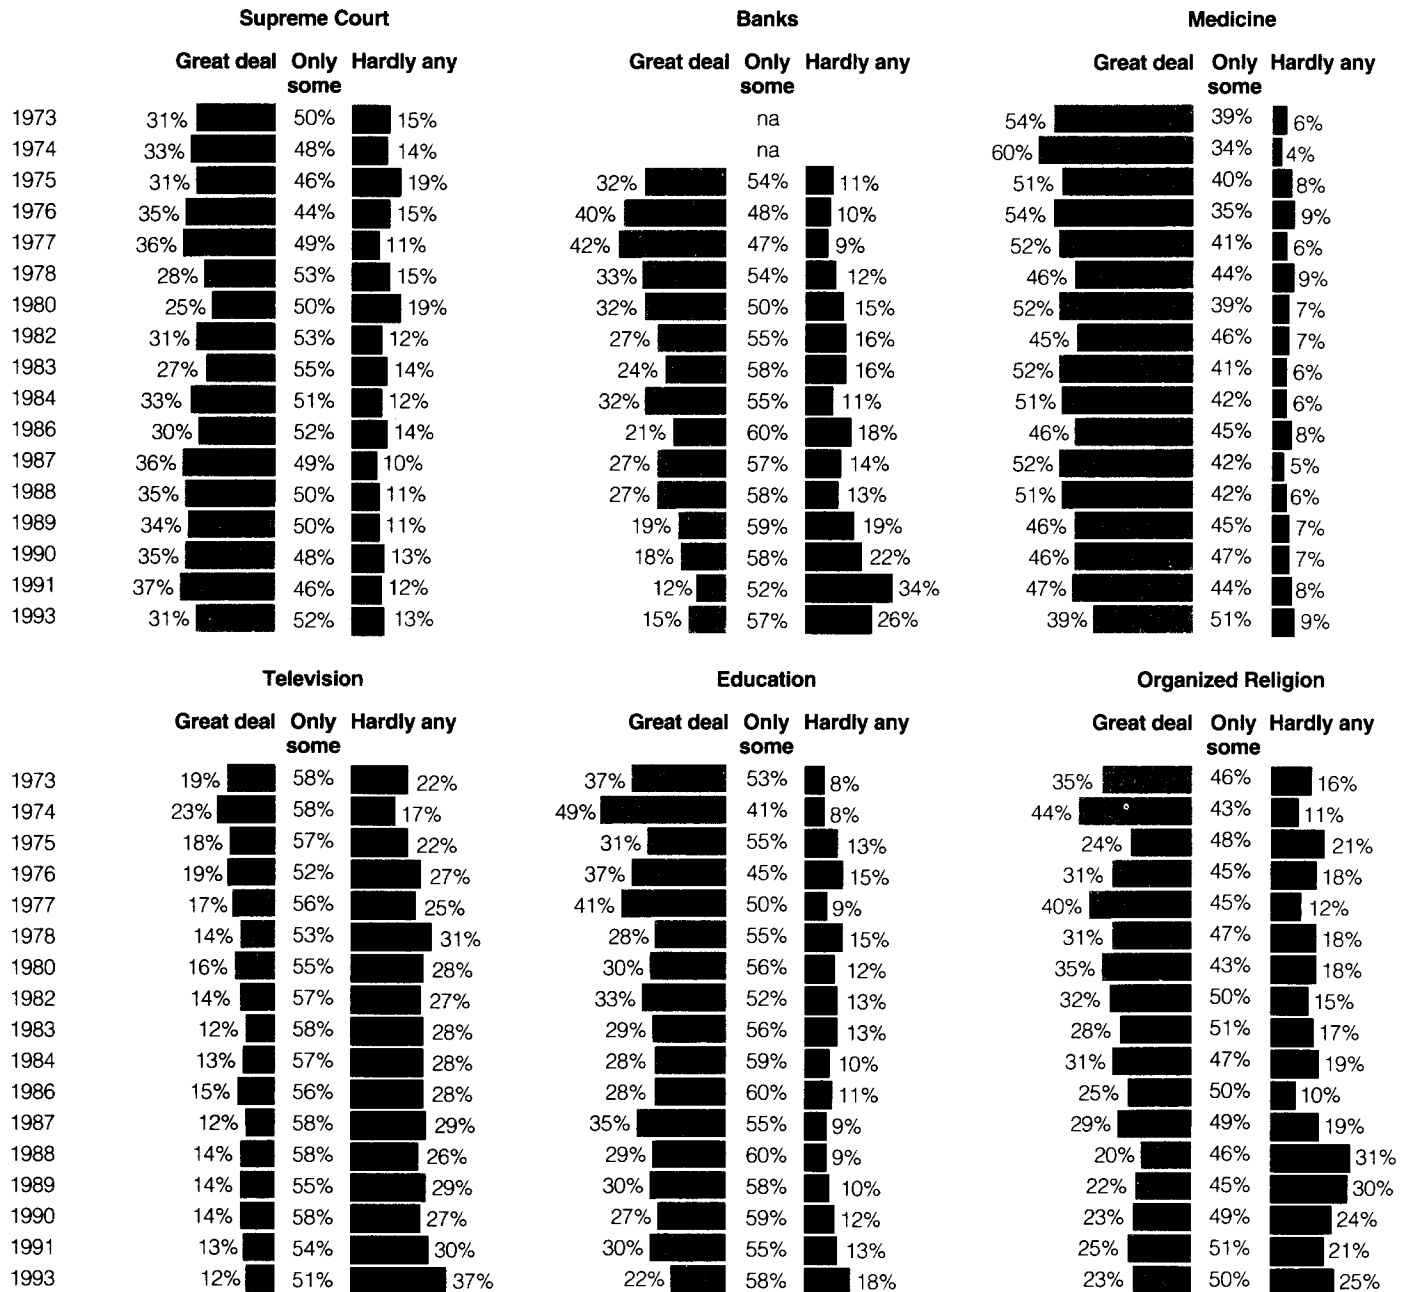 Supreme Court Banks Medicine
Great deal Only some Hardly any Great deal Only some Hardly any Great deal Only some Hardly any
1973 31% 50% 15% na 54% 39% 6%
1974 33% 48% 14% na 60% 34% 4%
1975 31% 46% 19% 32% 54% 11% 51% 40% 8%
1976 35% 44% 15% 40% 48% 10% 54% 35% 9%
1977 36% 49% 11% 42% 47% 9% 52% 41% 6%
1978 28% 53% 15% 33% 54% 12% 46% 44% 9%
1980 25% 50% 19% 32% 50% 15% 52% 39% 7%
1982 31% 53% 12% 27% 55% 16% 45% 46% 7%
1983 27% 55% 14% 24% 58% 16% 52% 41% 6%
1984 33% 51% 12% 32% 55% 11% 51% 42% 6%
1986 30% 52% 14% 21% 60% 18% 46% 45% 8%
1987 36% 49% 10% 27% 57% 14% 52% 42% 5%
1988 35% 50% 11% 27% 58% 13% 51% 42% 6%
1989 34% 50% 11% 19% 59% 19% 46% 45% 7%
1990 35% 48% 13% 18% 58% 22% 46% 47% 7%
1991 37% 46% 12% 12% 52% 34% 47% 44% 8%
1993 31% 52% 13% 15% 57% 26% 39% 51% 9%
Television Education Organized Religion
Great deal Only some Hardly any Great deal Only some Hardly any Great deal Only some Hardly any
1973 19% 58% 22% 37% 53% 8% 35% 46% 16%
1974 23% 58% 17% 49% 41% 8% 44% 43% 11%
1975 18% 57% 22% 31% 55% 13% 24% 48% 21%
1976 19% 52% 27% 37% 45% 15% 31% 45% 18%
1977 17% 56% 25% 41% 50% 9% 40% 45% 12%
1978 14% 53% 31% 28% 55% 15% 31% 47% 18%
1980 16% 55% 28% 30% 56% 12% 35% 43% 18%
1982 14% 57% 27% 33% 52% 13% 32% 50% 15%
1983 12% 58% 28% 29% 56% 13% 28% 51% 17%
1984 13% 57% 28% 28% 59% 10% 31% 47% 19%
1986 15% 56% 28% 28% 60% 11% 25% 50% 10%
1987 12% 58% 29% 35% 55% 9% 29% 49% 19%
1988 14% 58% 26% 29% 60% 9% 20% 46% 31%
1989 14% 55% 29% 30% 58% 10% 22% 45% 30%
1990 14% 58% 27% 27% 59% 12% 23% 49% 24%
1991 13% 54% 30% 30% 55% 13% 25% 51% 21%
1993 12% 51% 37% 22% 58% 18% 23% 50% 25%